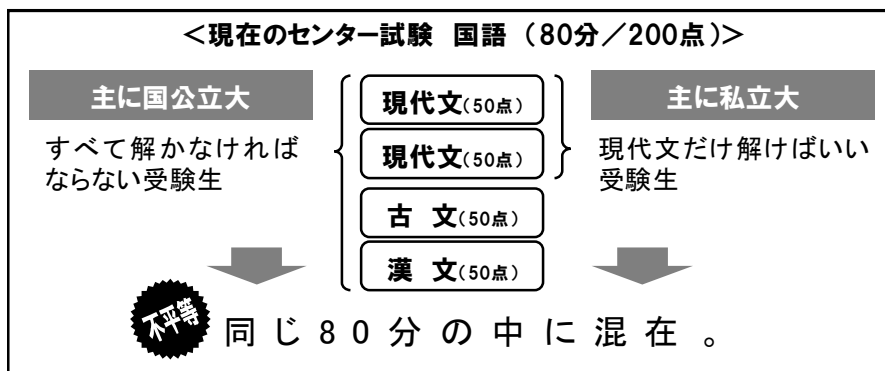 <現在のセンター試験 国語 (80分/200点)>
主に国公立大
すべて解かなければ
ならない受験生
現代文(50点)
現代文(50点)
古 文(50点)
漢 文(50点)
主に私立大
現代文だけ解けばいい
受験生
不平等
同じ80分の中に混在。